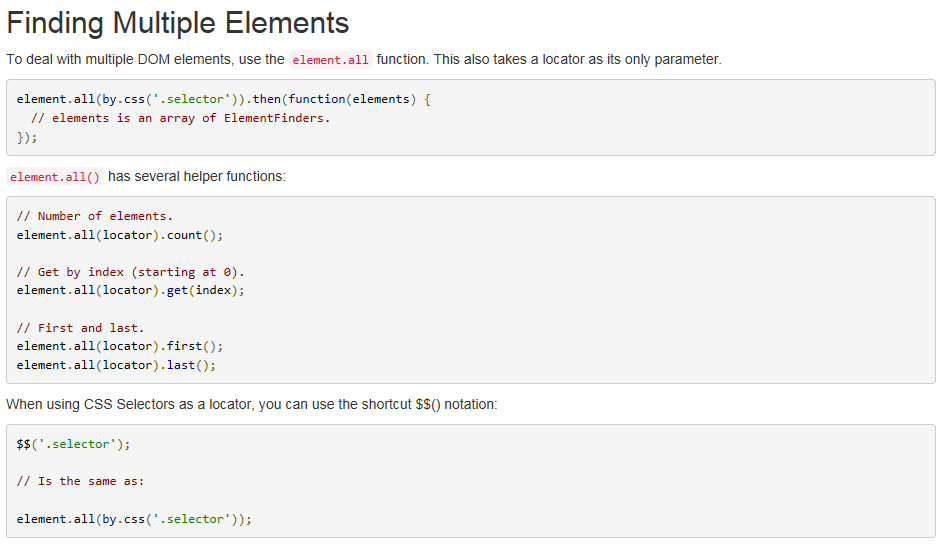 Finding Multiple Elements
To deal with multiple DOM elements, use the element.all function. This also takes a locator as its only parameter.
element.all(by.css('.selector')).then(function(elements) {
  // elements is an array of ElementFinders.
});
element.all() has several helper functions:
// Number of elements.
element.all(locator).count();
// Get by index (starting at 0).
element.all(locator).get(index);
// First and last.
element.all(locator).first();
element.all(locator).last();
When using CSS Selectors as a locator, you can use the shortcut $$() notation:
$$('.selector');
// Is the same as:
element.all(by.css('.selector'));